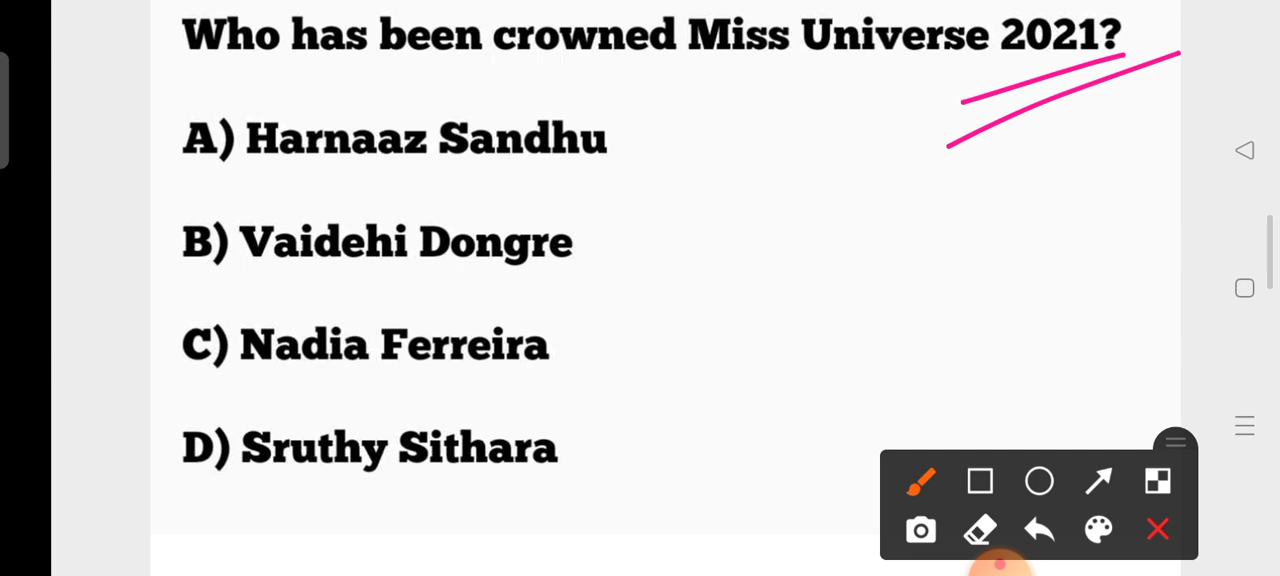 Who has been crowned Miss Universe 2021?
A) Harnaaz Sandhu
B) Vaidehi Dongre
C) Nadia Ferreira
D) Sruthy Sithara